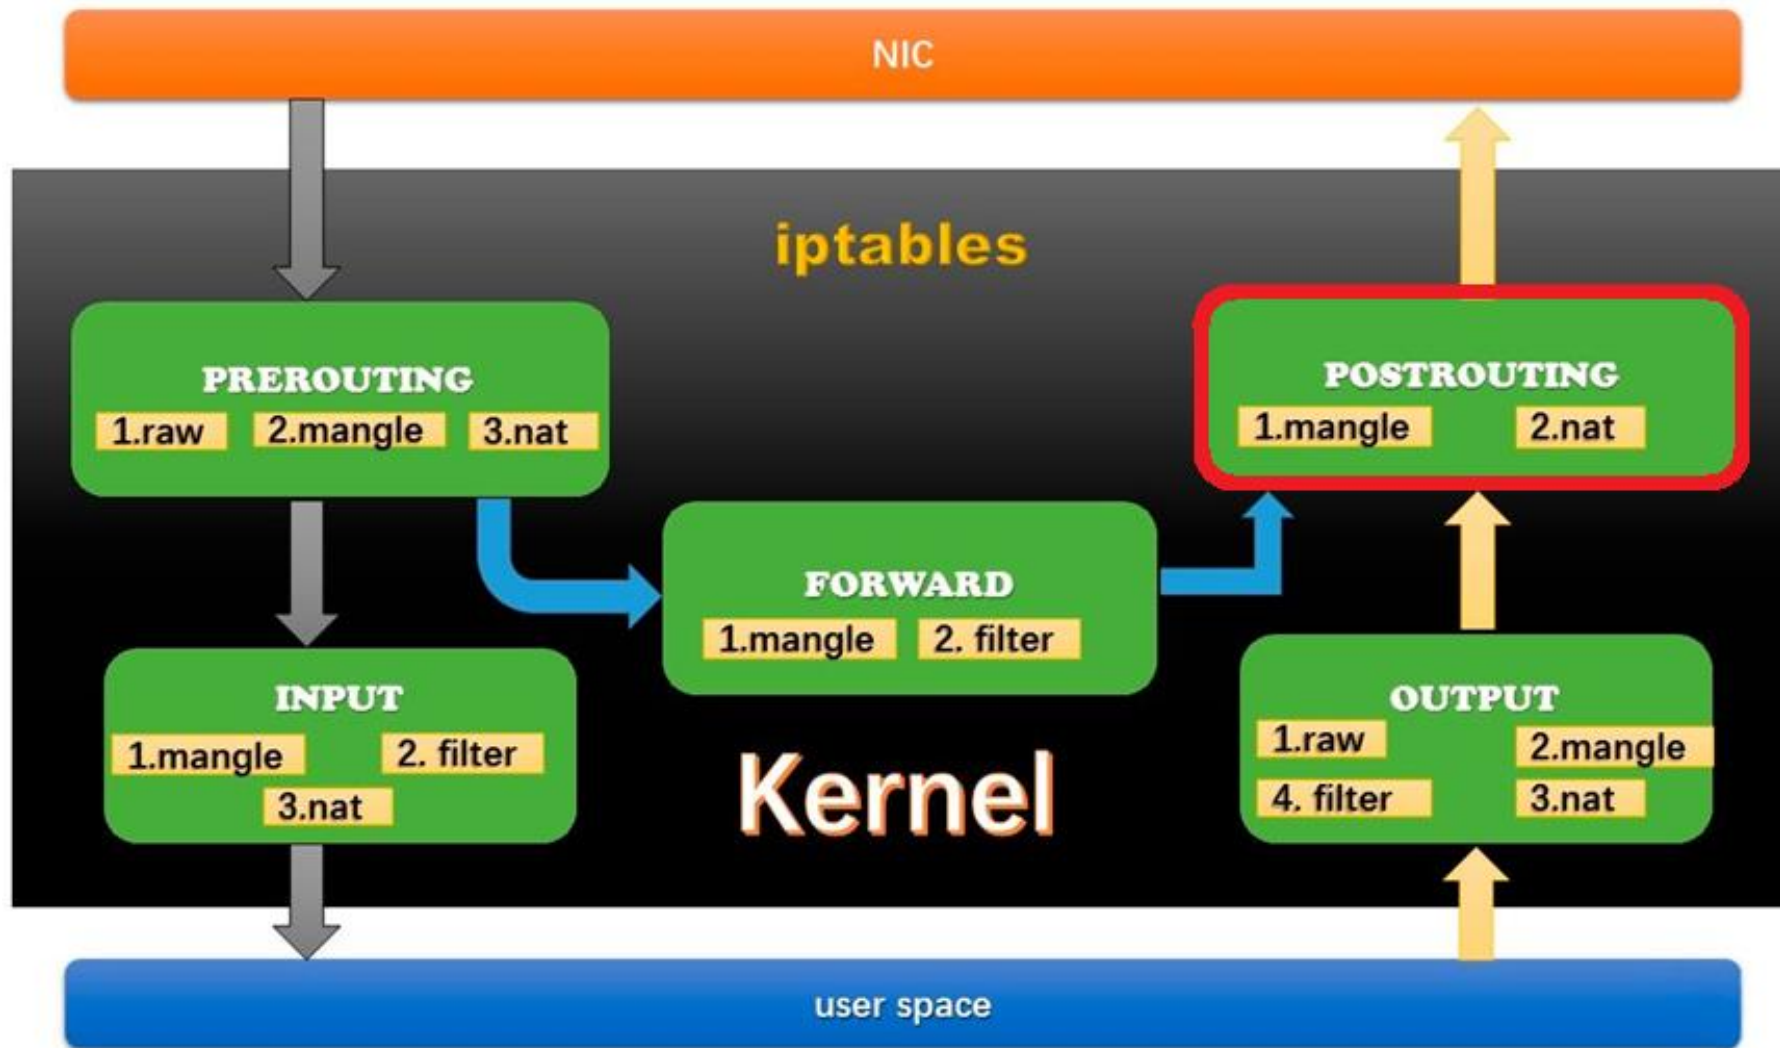 NIC
iptables
PREROUTING
1.raw 2.mangle 3.nat
POSTROUTING
1.mangle 2.nat
FORWARD
1.mangle 2. filter
INPUT
1.mangle 2. filter
3.nat
Kernel
OUTPUT
1.raw 2.mangle
4. filter 3.nat
user space